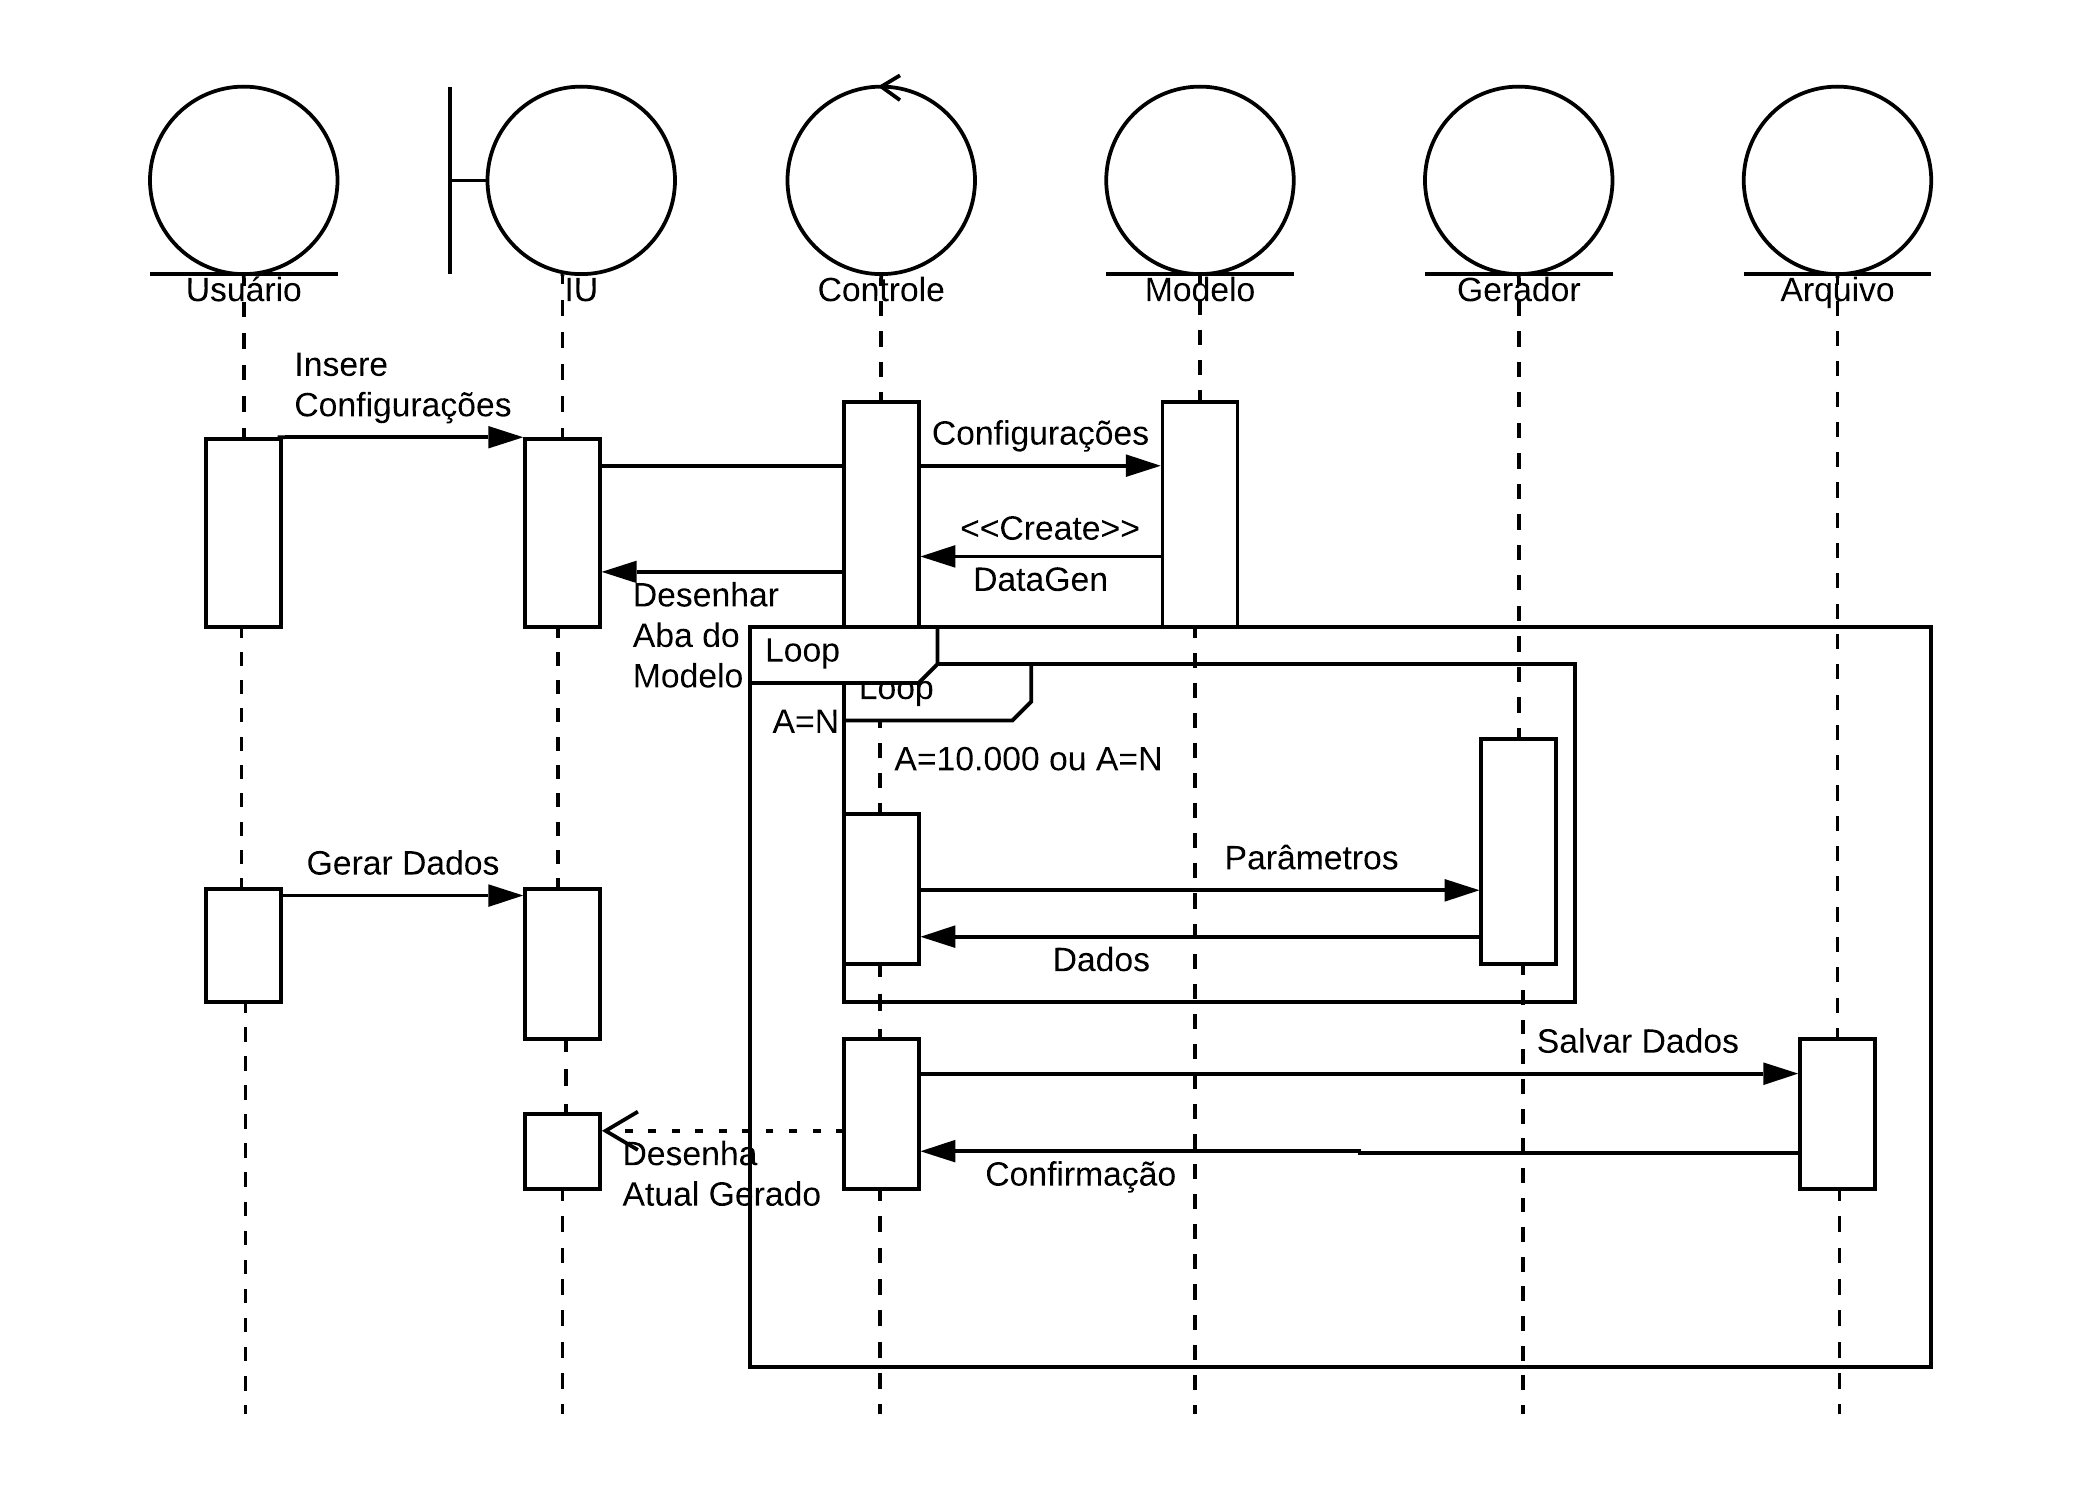 Usuário
IU
Controle
Modelo
Gerador
Arquivo
Insere
Configurações
Configurações
<<Create>>
DataGen
Desenhar
Aba do
Modelo
Loop
Loop
A=N
A=10.000 ou A=N
Gerar Dados
Parâmetros
Dados
Salvar Dados
Desenha
Atual Gerado
Confirmação